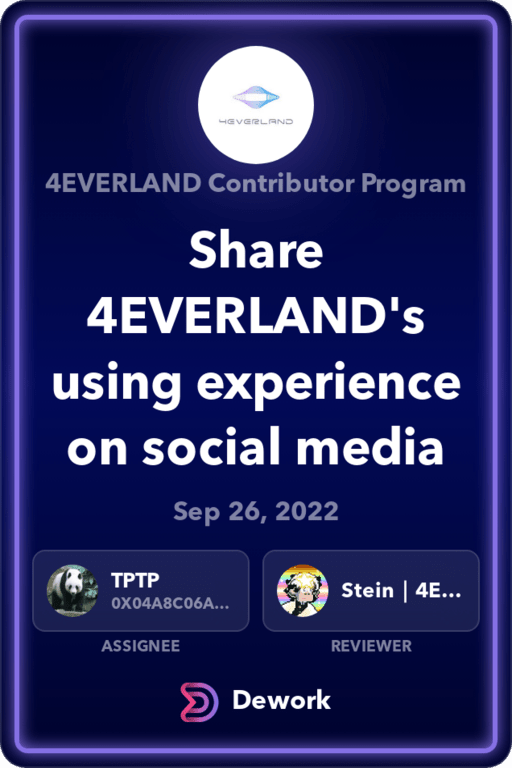 4EVERLAND
4EVERLAND Contributor Program
Share
4EVERLAND's
using experience
on social media
Sep 26, 2022
TPTP
0X04A8C06A...
Stein | 4E...
ASSIGNEE
REVIEWER
Dework